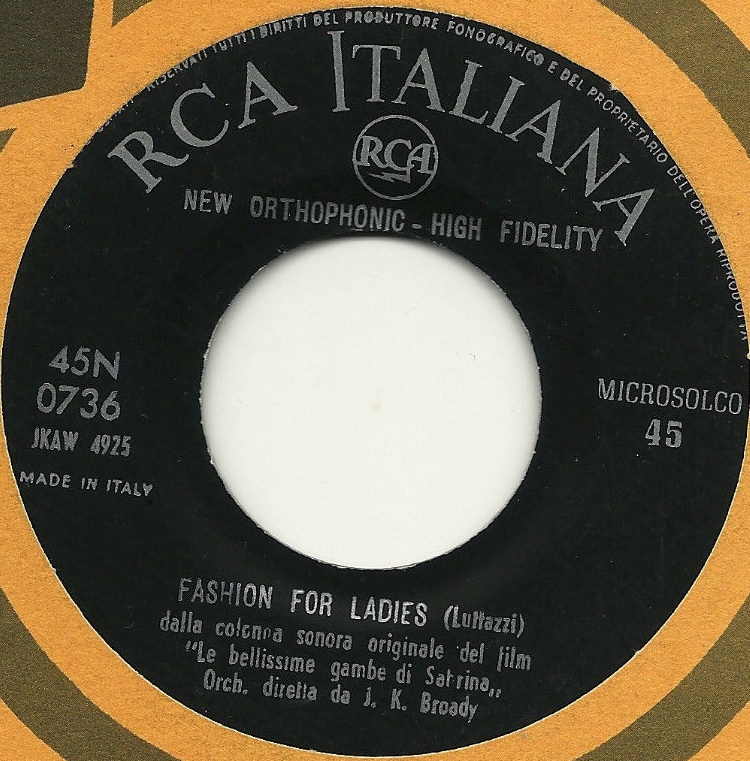 RISERVATI TUTTI I DIRITTI DEL PRODUTTORE FONOGRAFICO E DEL PROPRIETARIO DELL'OPERA RIPRODOTTA
RCA ITALIANA
RCA
NEW ORTHOPHONIC - HIGH FIDELITY
45N
0736
JKAW 4925
MADE IN ITALY
MICROSOLCO
45
FASHION FOR LADIES (Luttazzi)
dalla colonna sonora originale del film
"Le bellissime gambe di Sabrina"
Orch. diretta da J. K. Broady